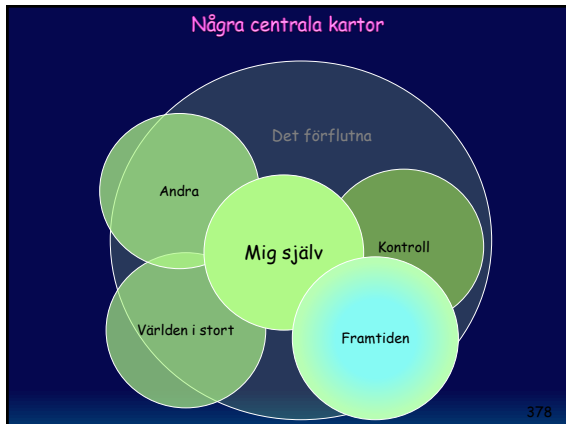 Några centrala kartor
Det förflutna
Andra
Mig själv
Kontroll
Världen i stort
Framtiden
378